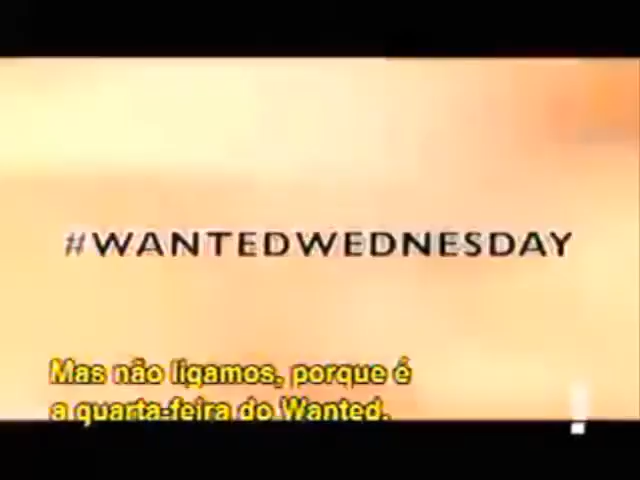 #WANTEDWEDNESDAY
Mas não ligamos, porque é
a quarta-feira do Wanted.
!